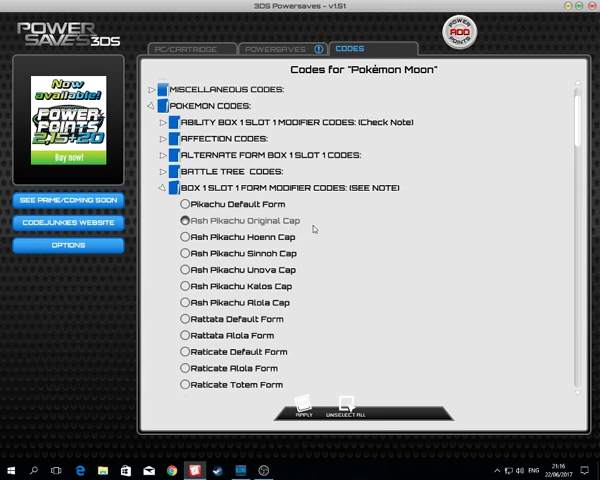 3DS Powersaves - v1.51
POWER
SAVES 3DS
PC/CARTRIDGE
POWERSAVES
CODES
POWER
ADD
POINTS
Codes for "Pokémon Moon"
MISCELLANEOUS CODES:
POKEMON CODES:
ABILITY BOX 1 SLOT 1 MODIFIER CODES: (Check Note)
AFFECTION CODES:
ALTERNATE FORM BOX 1 SLOT 1 CODES:
BATTLE TREE CODES:
BOX 1 SLOT 1 FORM MODIFIER CODES: (SEE NOTE)
Pikachu Default Form
Ash Pikachu Original Cap
Ash Pikachu Hoenn Cap
Ash Pikachu Sinnoh Cap
Ash Pikachu Unova Cap
Ash Pikachu Kalos Cap
Ash Pikachu Alola Cap
Rattata Default Form
Rattata Alola Form
Raticate Default Form
Raticate Alola Form
Raticate Totem Form
Now
available!
POWER
POINTS
Buy now!
SEE PRIME/COMING SOON
CODEJUNKIES WEBSITE
OPTIONS
APPLY
UNSELECT ALL
ENG
21:16
22/06/2017